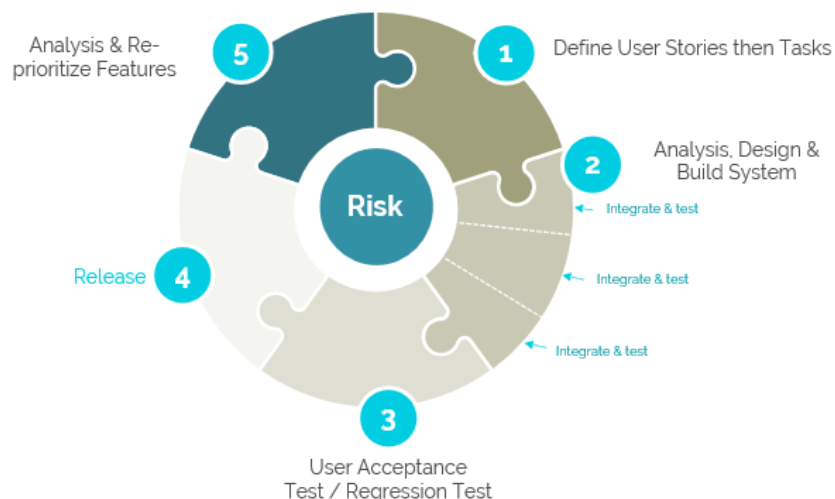 Analysis & Re-
prioritize Features
5
1
Define User Stories then Tasks
2
Analysis, Design &
Build System
Integrate & test
Risk
Release
4
Integrate & test
Integrate & test
3
User Acceptance
Test / Regression Test